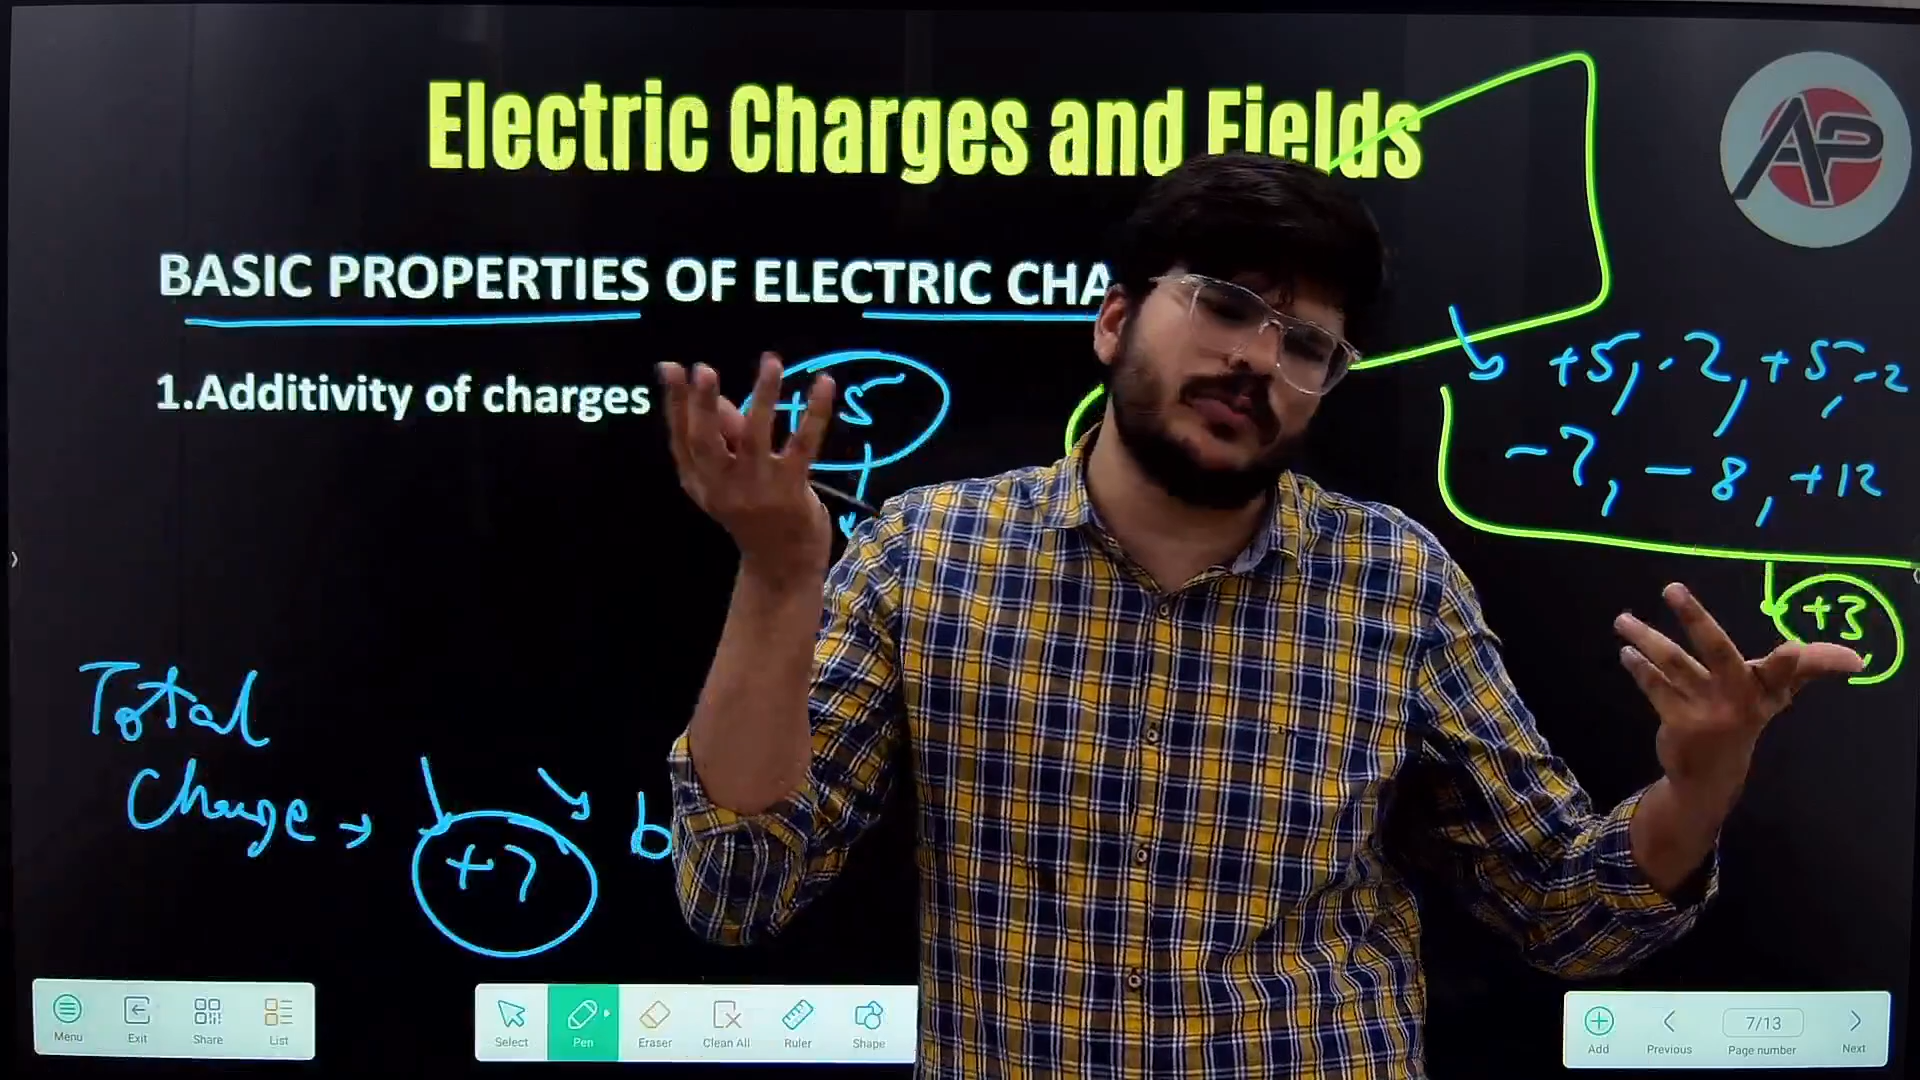 Electric Charges and Fields
AP
BASIC PROPERTIES OF ELECTRIC CHA
1.Additivity of charges
+5
+5, -2, +5, -2
-7, -8, +12
+3
Total
Charge → +7
Menu
Exit
Share
List
Select
Pen
Eraser
Clean All
Ruler
Shape
Add
Previous
7/13
Page number
Next